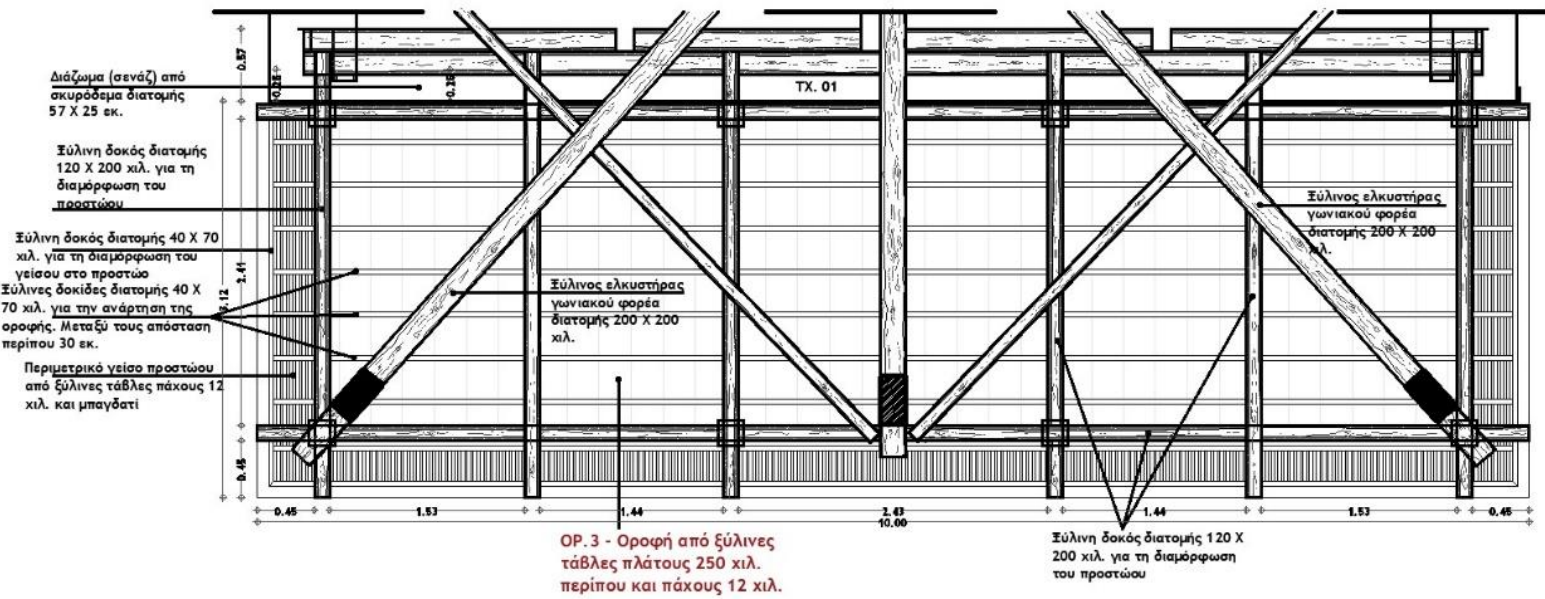 Διάζωμα (σενάζ) από
σκυρόδεμα διατομής
57 X 25 εκ.
Ξύλινη δοκός διατομής
120 X 200 χιλ. για τη
διαμόρφωση του
προστώου
Ξύλινη δοκός διατομής 40 X 70
χιλ. για τη διαμόρφωση του
γείσου στο προστώο
Ξύλινες δοκίδες διατομής 40 X
70 χιλ. για την ανάρτηση της
οροφής. Μεταξύ τους απόσταση
περίπου 30 εκ.
Περιμετρικό γείσο προστώου
από ξύλινες τάβλες πάχους 12
χιλ. και μπαγδατί
0.57
0.25
0.25
TX. 01
2.41
0.45
Ξύλινος ελκυστήρας
γωνιακού φορέα
διατομής 200 X 200
χιλ.
Ξύλινος ελκυστήρας
γωνιακού φορέα
διατομής 200 X 200
χιλ.
0.45 1.53 1.44 2.43 1.44 1.53 0.45
10.00
ΟΡ.3 - Οροφή από ξύλινες
τάβλες πλάτους 250 χιλ.
περίπου και πάχους 12 χιλ.
Ξύλινη δοκός διατομής 120 X
200 χιλ. για τη διαμόρφωση
του προστώου